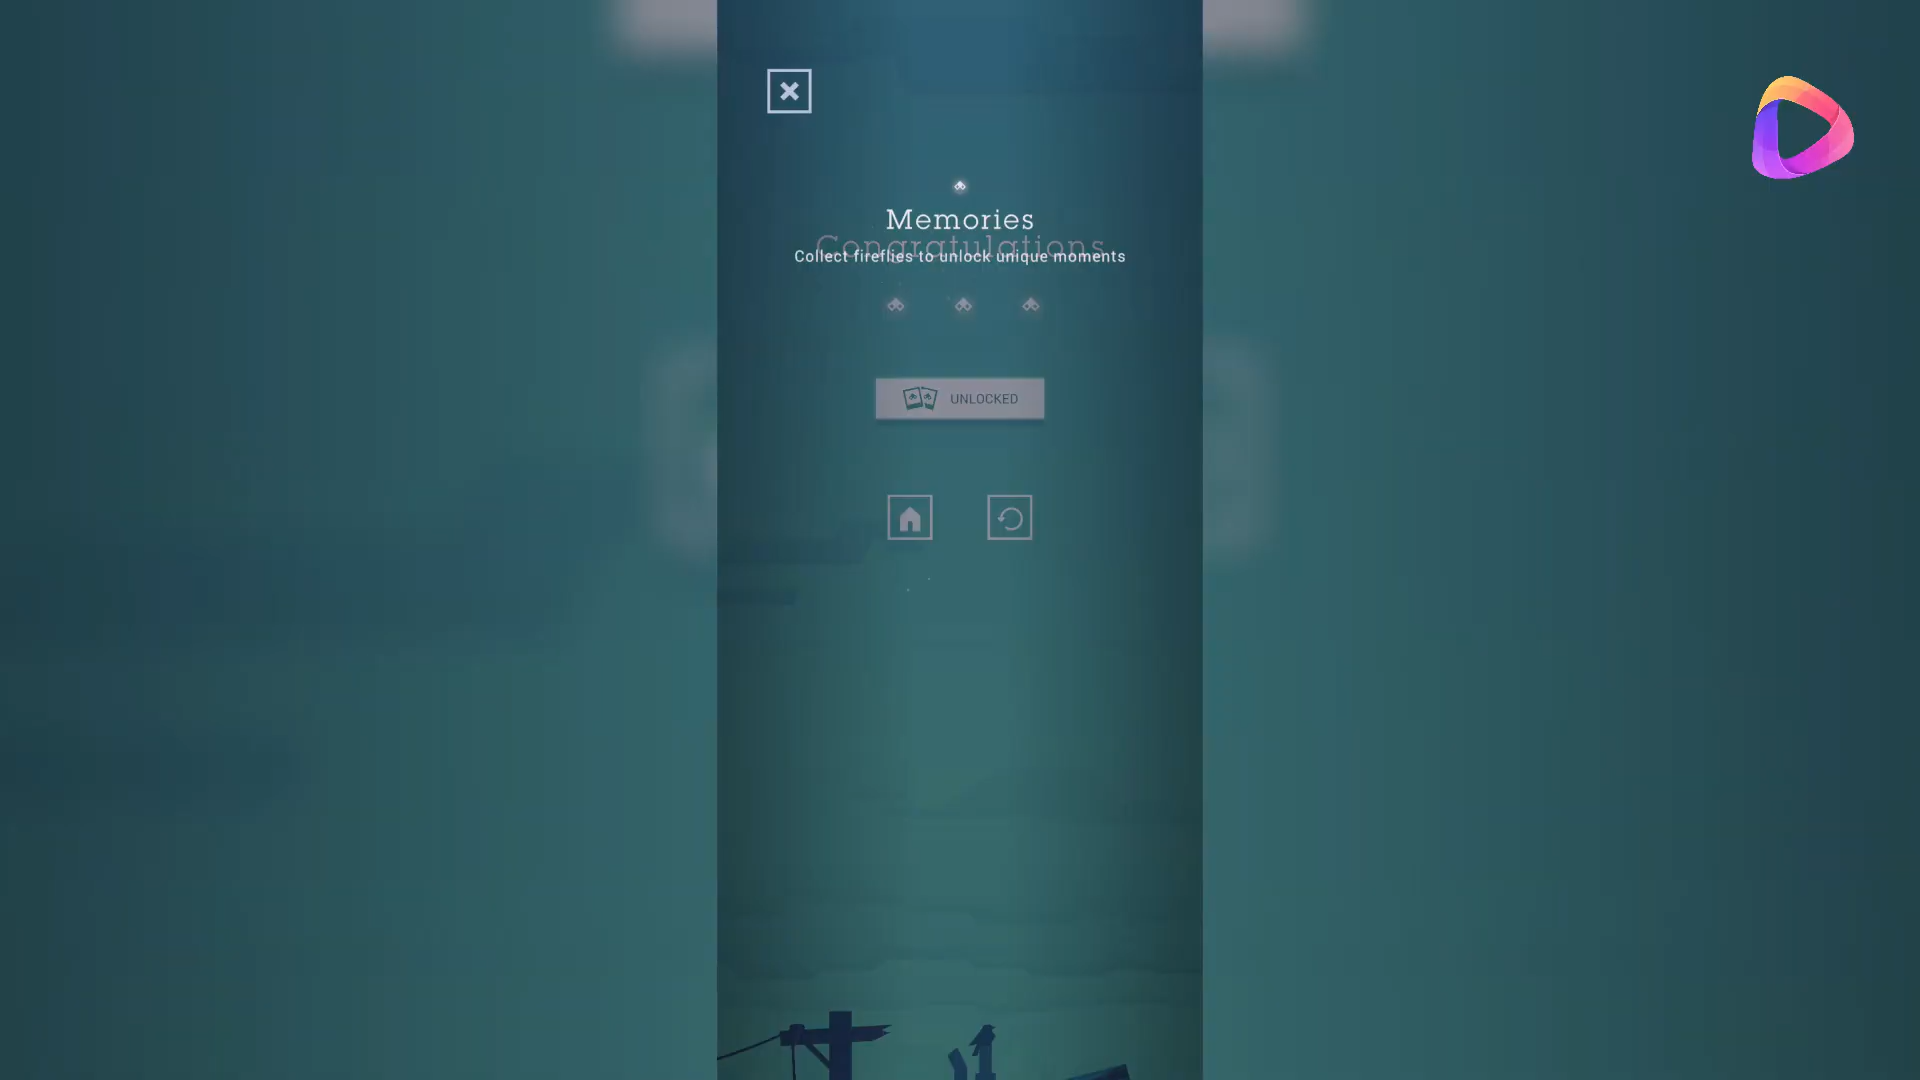 Memories
Congratulations
Collect fireflies to unlock unique moments
UNLOCKED